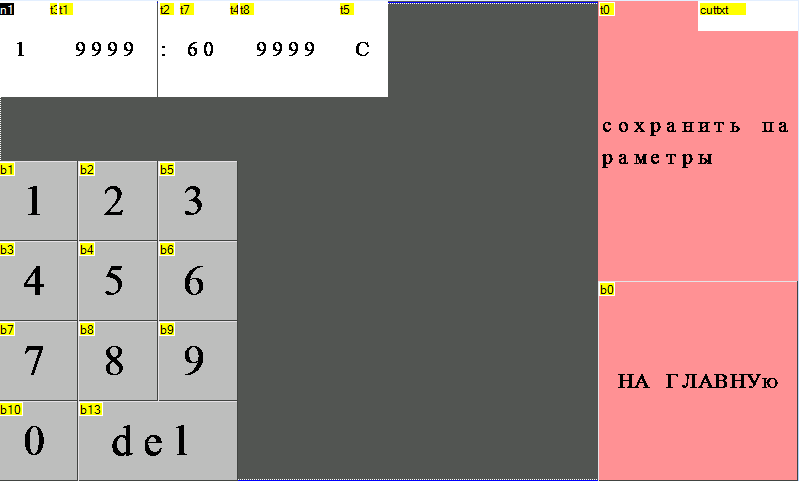 n1 t3 t1 t2 t7 t4 t8 t5 t0 cuttxt
1 9999 : 60 9999 C
сохранить па
раметры
b1 b2 b5
1 2 3
b3 b4 b6
4 5 6
b0
b7 b8 b9
7 8 9
НА ГЛАВНУю
b10 b13
0 del